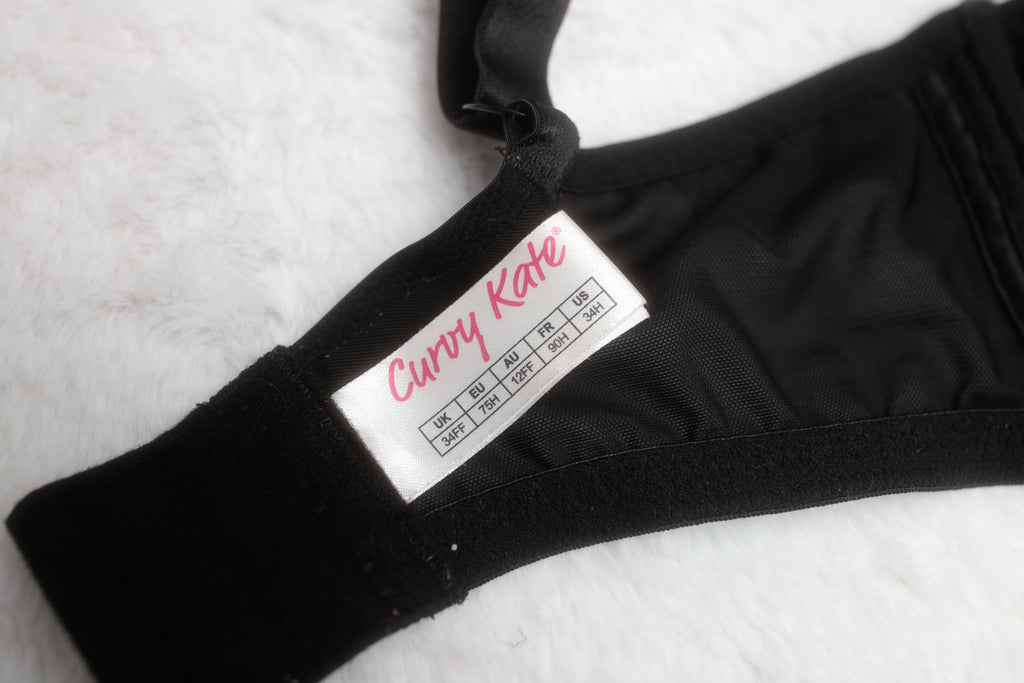 Curvy Kate®
UK EU AU FR US
34FF 75H 12FF 90H 34H